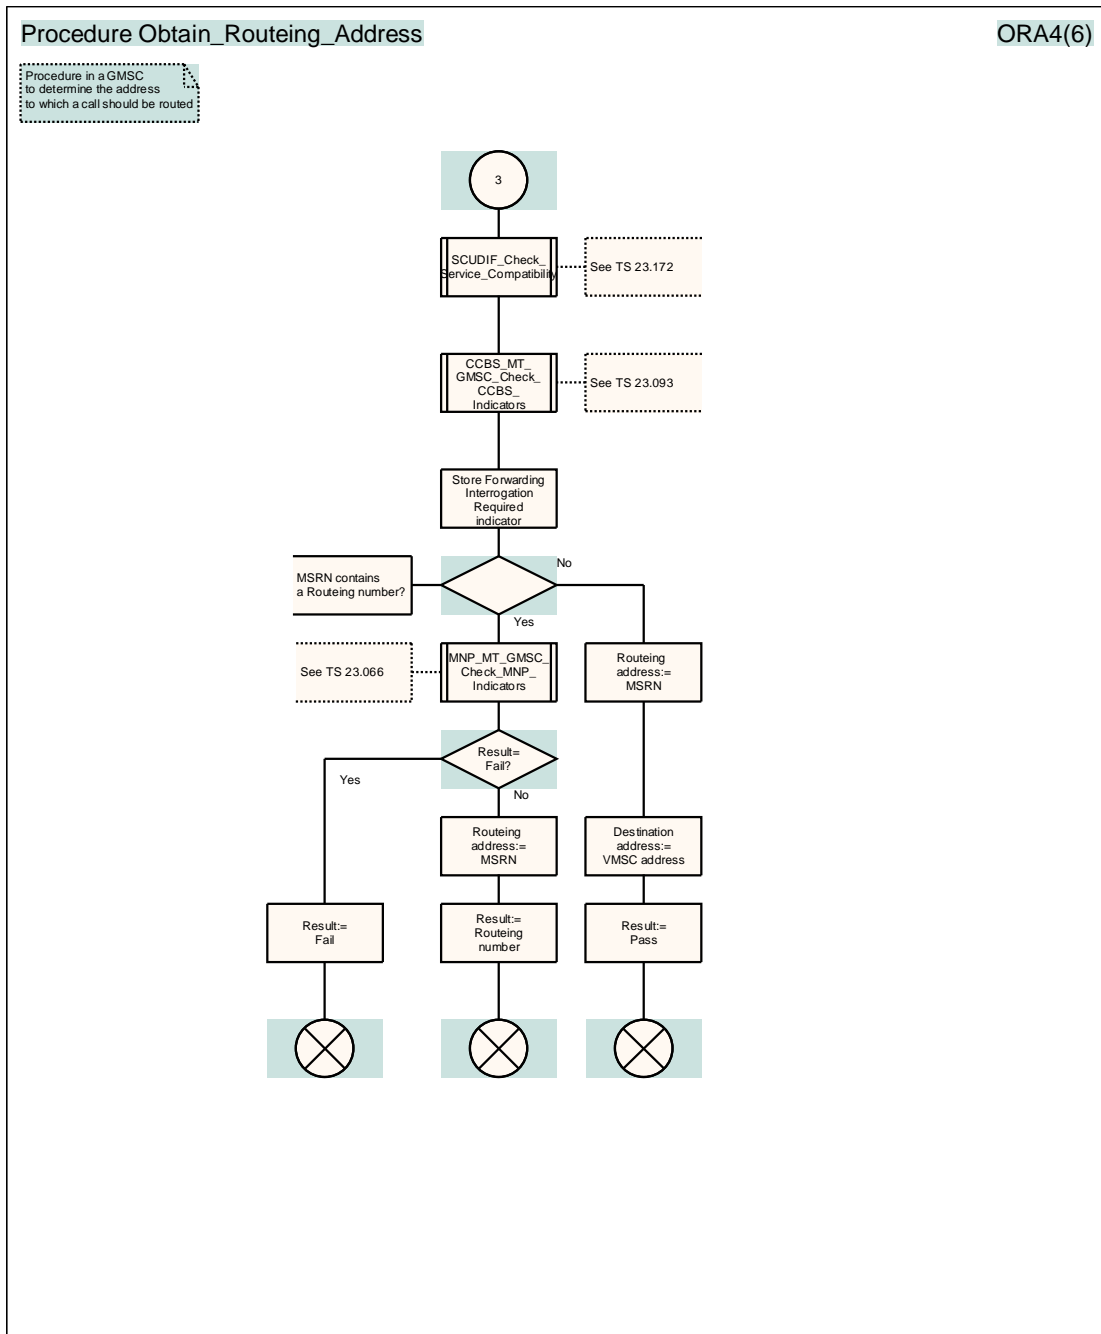 Procedure Obtain_Routeing_Address
ORA4(6)
Procedure in a GMSC
to determine the address
to which a call should be routed
3
SCUDIF_Check_
Service_Compatibility
See TS 23.172
CCBS_MT_
GMSC_Check_
CCBS_
Indicators
See TS 23.093
Store Forwarding
Interrogation
Required
indicator
No
MSRN contains
a Routeing number?
Yes
See TS 23.066
MNP_MT_GMSC_
Check_MNP_
Indicators
Routeing
address:=
MSRN
Result=
Fail?
Yes
No
Routeing
address:=
MSRN
Destination
address:=
VMSC address
Result:=
Fail
Result:=
Routeing
number
Result:=
Pass